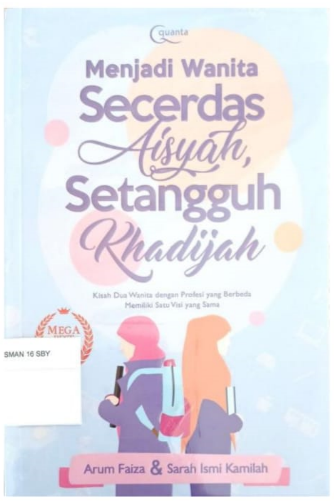 quanta
Menjadi Wanita
Secerdas
Aisyah,
Setangguh
Khadijah
Kisah Dua Wanita dengan Profesi yang Berbeda
Memiliki Satu Visi yang Sama
MEGA
SMAN 16 SBY
Arum Faiza & Sarah Ismi Kamilah